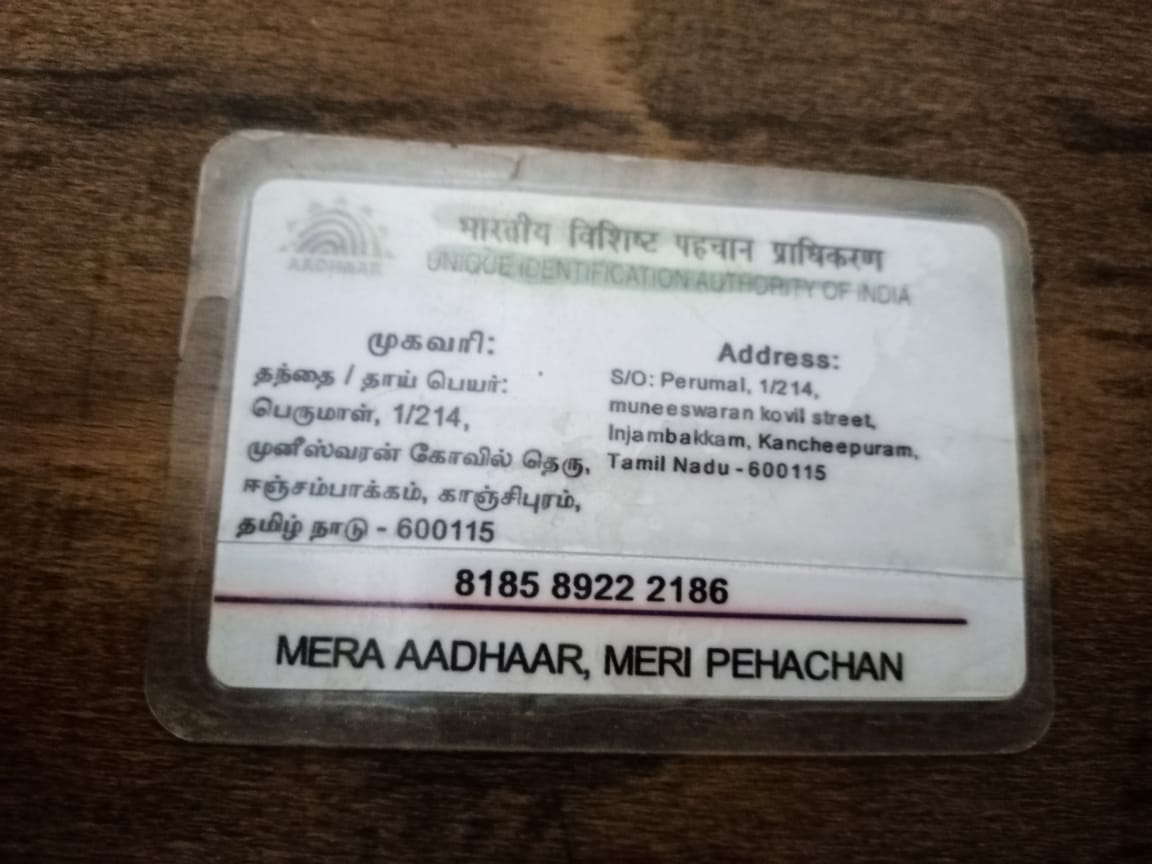 AADHAAR
भारतीय विशिष्ट पहचान प्राधिकरण
UNIQUE IDENTIFICATION AUTHORITY OF INDIA
முகவரி:
தந்தை / தாய் பெயர்:
பெருமாள், 1/214,
முனீஸ்வரன் கோவில் தெரு,
ஈஞ்சம்பாக்கம், காஞ்சிபுரம்,
தமிழ் நாடு - 600115
Address:
S/O: Perumal, 1/214,
muneeswaran kovil street,
Injambakkam, Kancheepuram,
Tamil Nadu - 600115
8185 8922 2186
MERA AADHAAR, MERI PEHACHAN